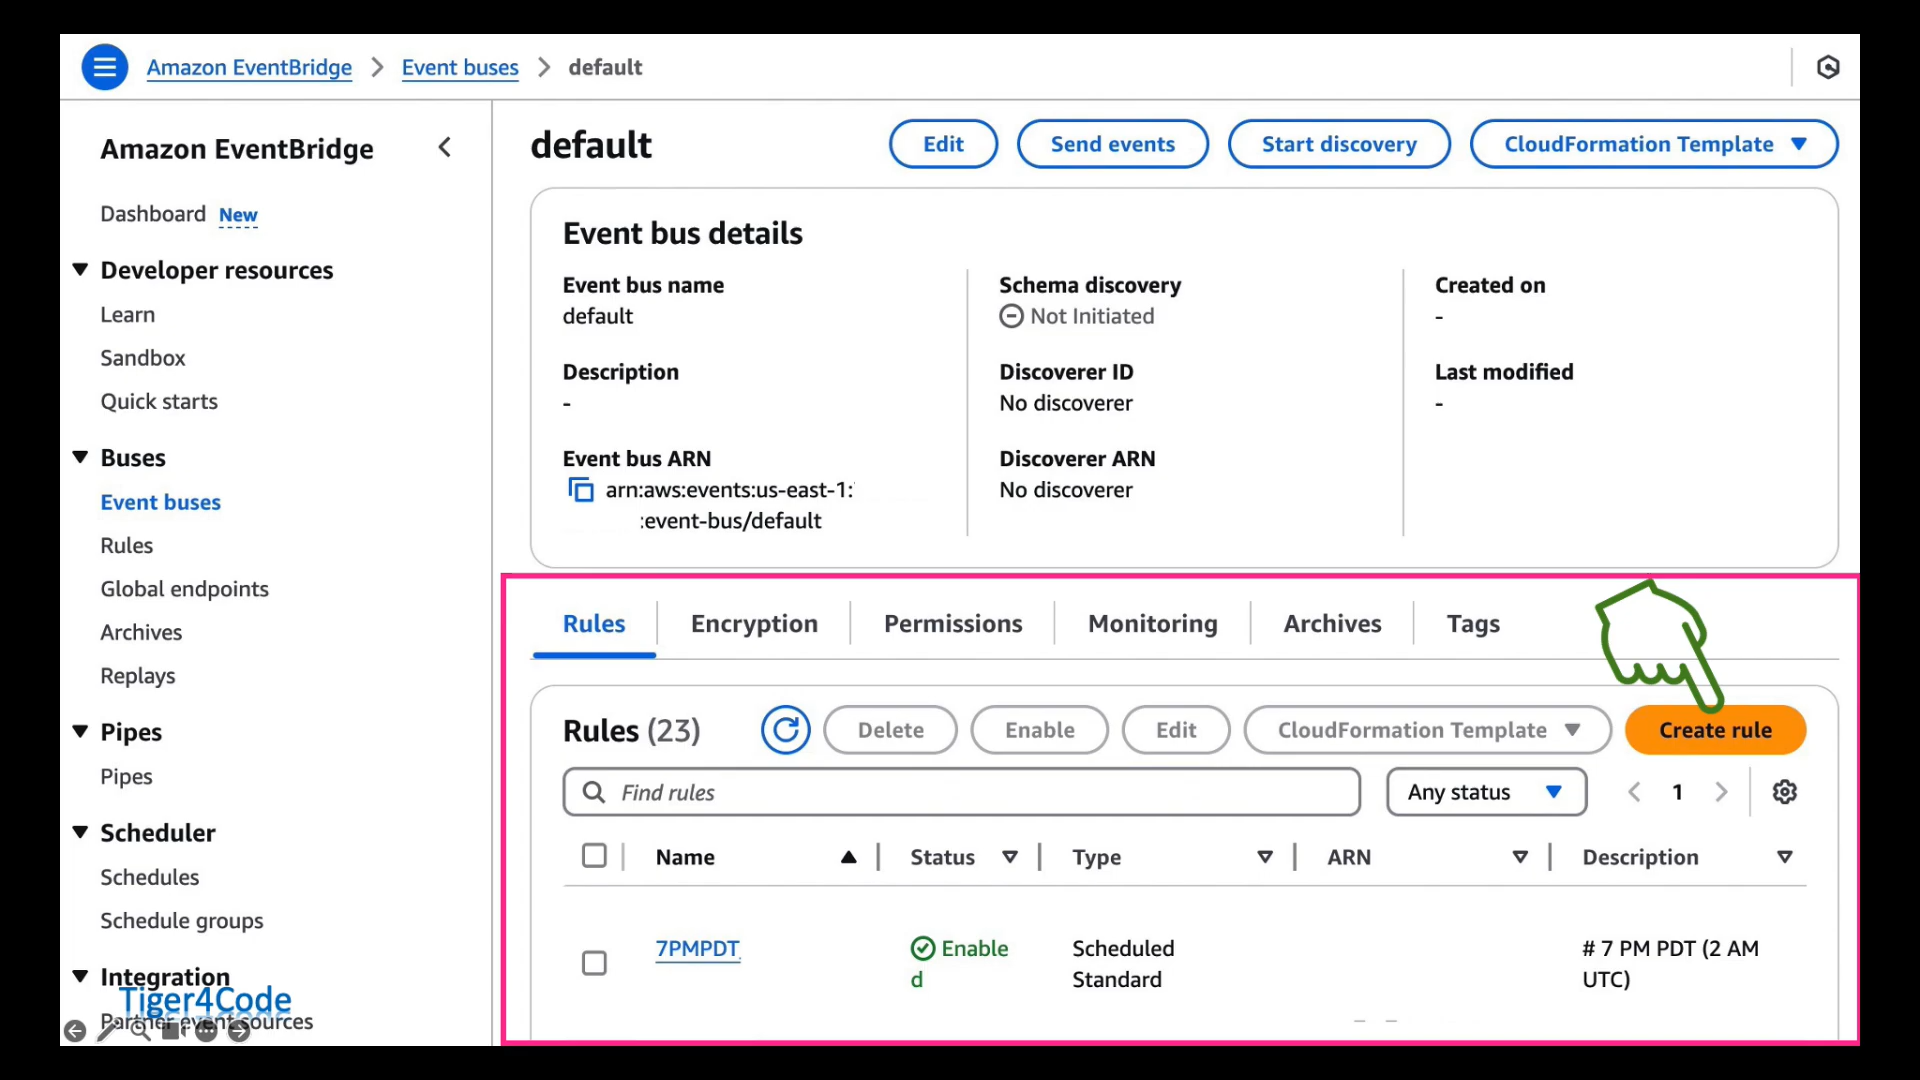 Amazon EventBridge > Event buses > default
Amazon EventBridge
Dashboard New
Developer resources
Learn
Sandbox
Quick starts
Buses
Event buses
Rules
Global endpoints
Archives
Replays
Pipes
Pipes
Scheduler
Schedules
Schedule groups
Integration
Tiger4Code
Partner event sources
default
Edit
Send events
Start discovery
CloudFormation Template
Event bus details
Event bus name
default
Description
-
Event bus ARN
arn:aws:events:us-east-1:
:event-bus/default
Schema discovery
Not Initiated
Discoverer ID
No discoverer
Discoverer ARN
No discoverer
Created on
-
Last modified
-
Rules Encryption Permissions Monitoring Archives Tags
Rules (23)
Delete
Enable
Edit
CloudFormation Template
Create rule
Find rules
Any status
1
Name Status Type ARN Description
7PMPDT
Enable
d
Scheduled
Standard
# 7 PM PDT (2 AM
UTC)